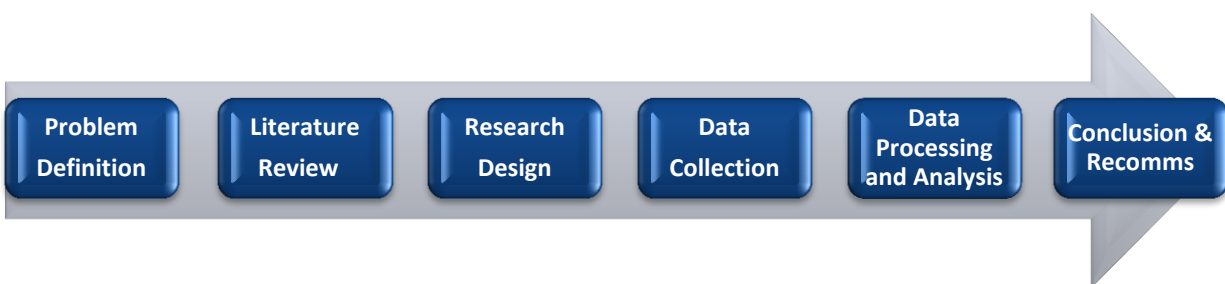 Problem
Definition
Literature
Review
Research
Design
Data
Collection
Data
Processing
and Analysis
Conclusion &
Recomms